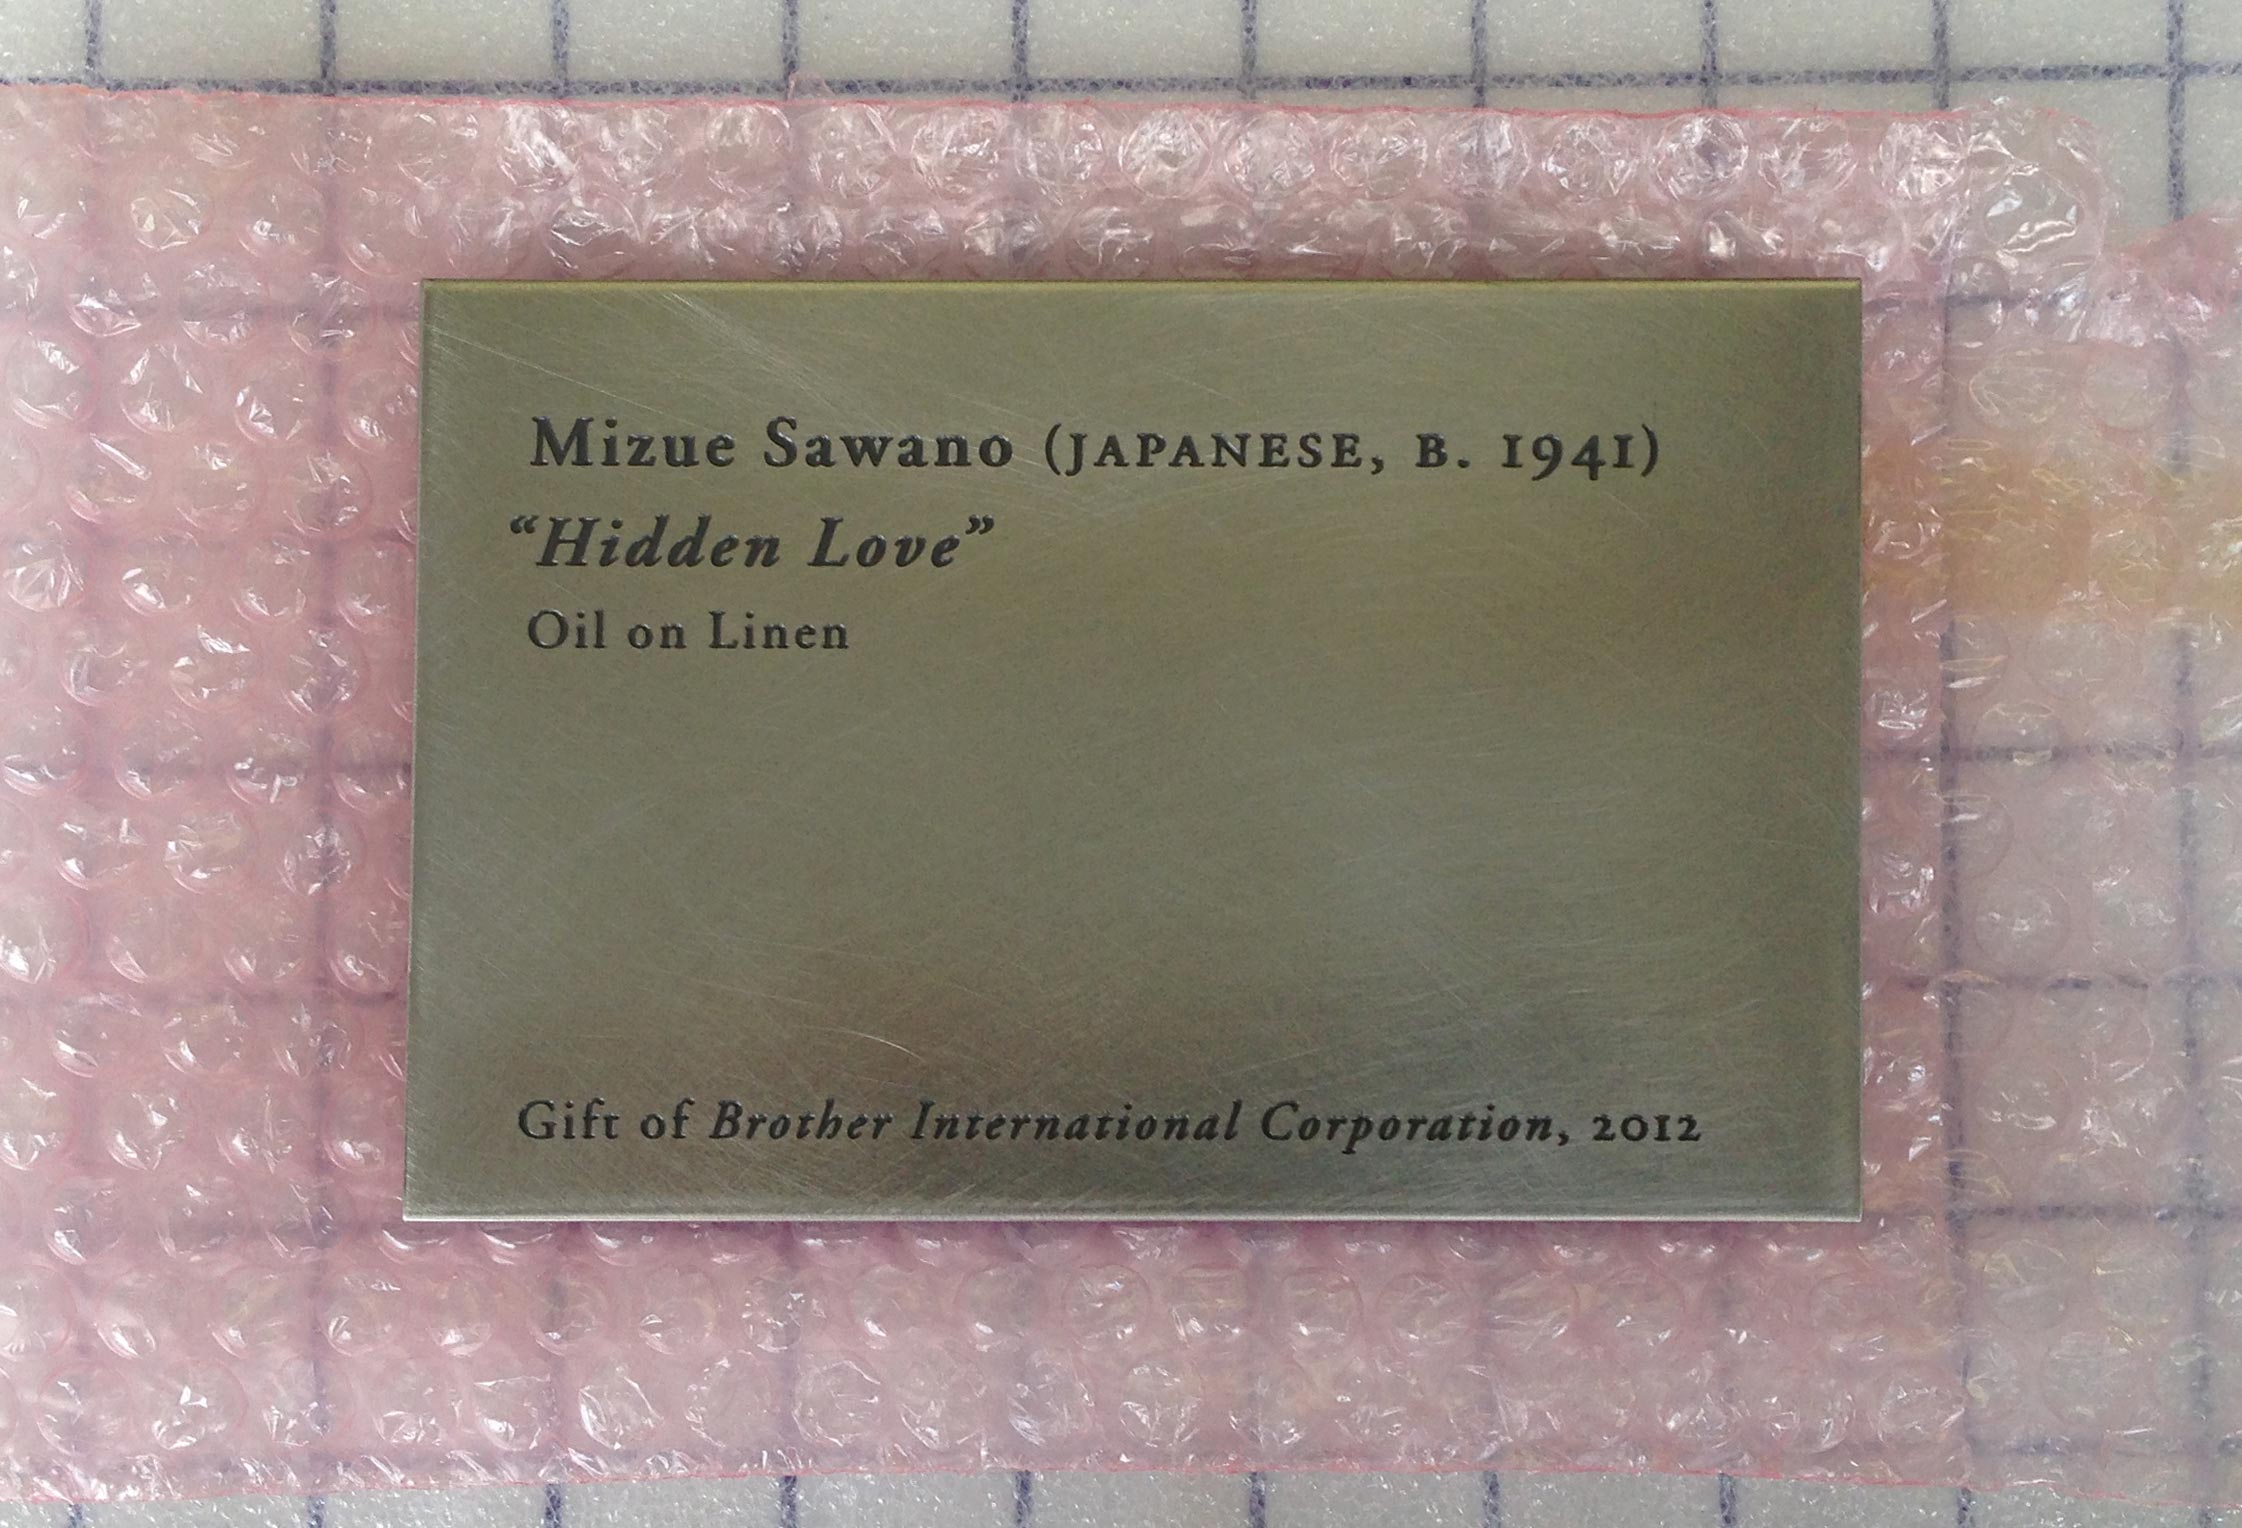 Mizue Sawano (JAPANESE, B. 1941)
“Hidden Love”
Oil on Linen
Gift of Brother International Corporation, 2012